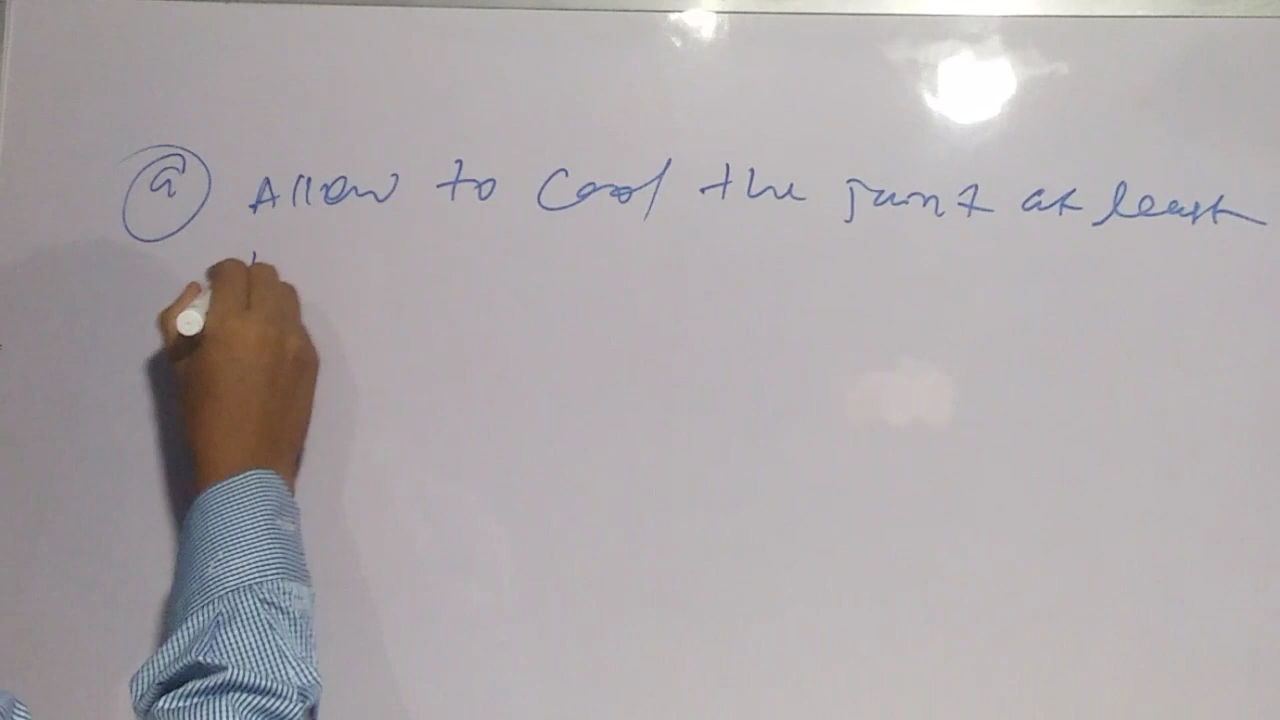 ⓐ Allow to Cool the joint at least